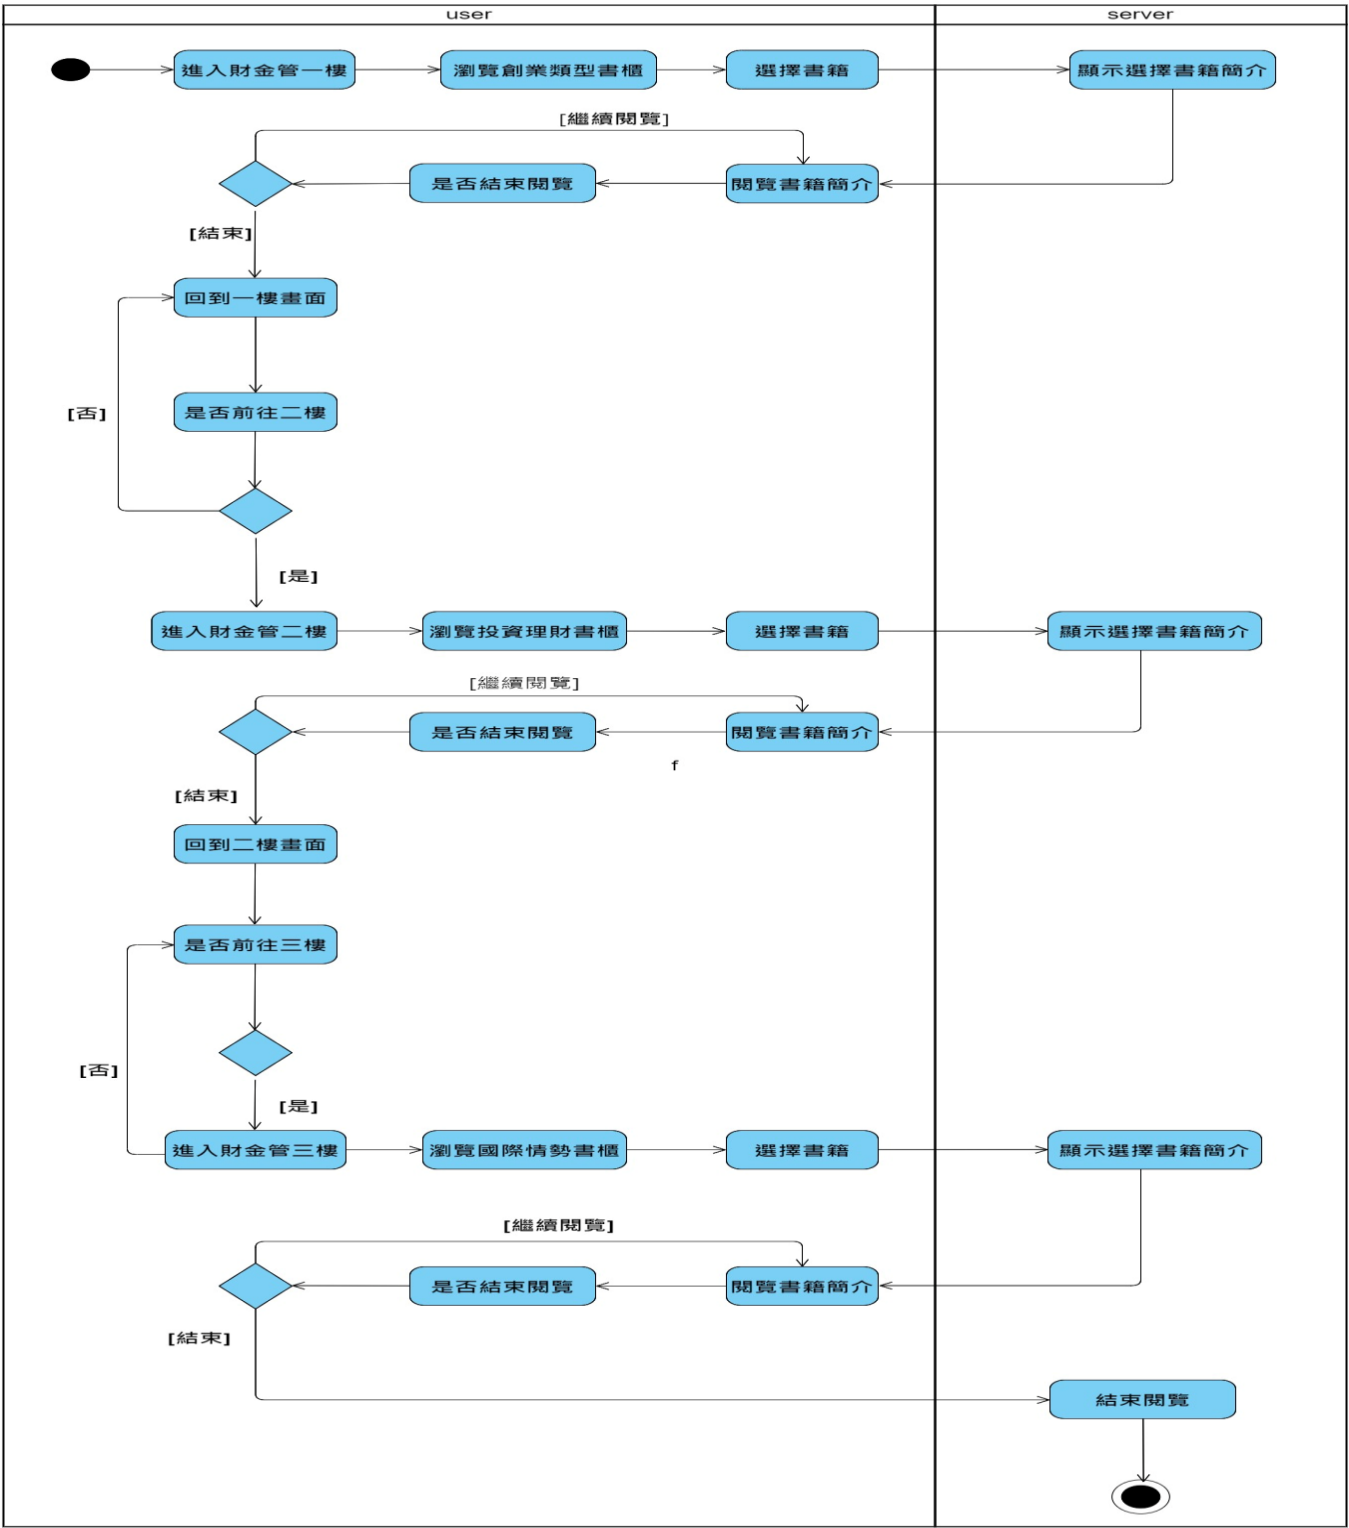 user
server
進入財金管一樓
瀏覽創業類型書櫃
選擇書籍
顯示選擇書籍簡介
[繼續閱覽]
是否結束閱覽
閱覽書籍簡介
[結束]
回到一樓畫面
[否]
是否前往二樓
[是]
進入財金管二樓
瀏覽投資理財書櫃
選擇書籍
顯示選擇書籍簡介
[繼續閱覽]
是否結束閱覽
閱覽書籍簡介
f
[結束]
回到二樓畫面
是否前往三樓
[否]
[是]
進入財金管三樓
瀏覽國際情勢書櫃
選擇書籍
顯示選擇書籍簡介
[繼續閱覽]
是否結束閱覽
閱覽書籍簡介
[結束]
結束閱覽